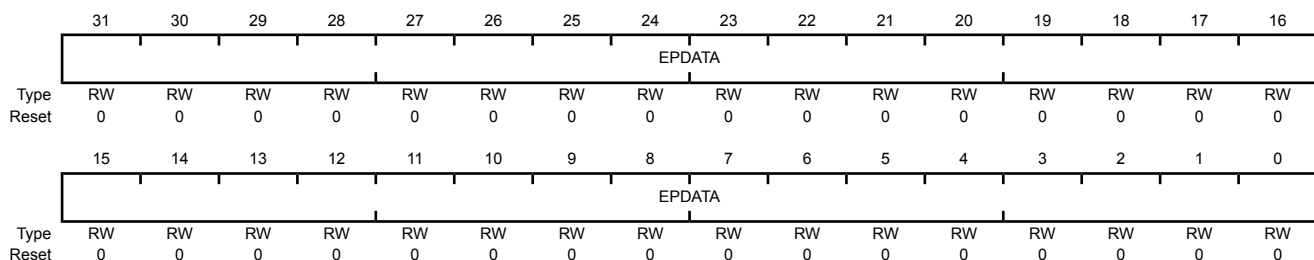 31 30 29 28 27 26 25 24 23 22 21 20 19 18 17 16
EPDATA
Type RW RW RW RW RW RW RW RW RW RW RW RW RW RW RW RW
Reset 0 0 0 0 0 0 0 0 0 0 0 0 0 0 0 0
15 14 13 12 11 10 9 8 7 6 5 4 3 2 1 0
EPDATA
Type RW RW RW RW RW RW RW RW RW RW RW RW RW RW RW RW
Reset 0 0 0 0 0 0 0 0 0 0 0 0 0 0 0 0